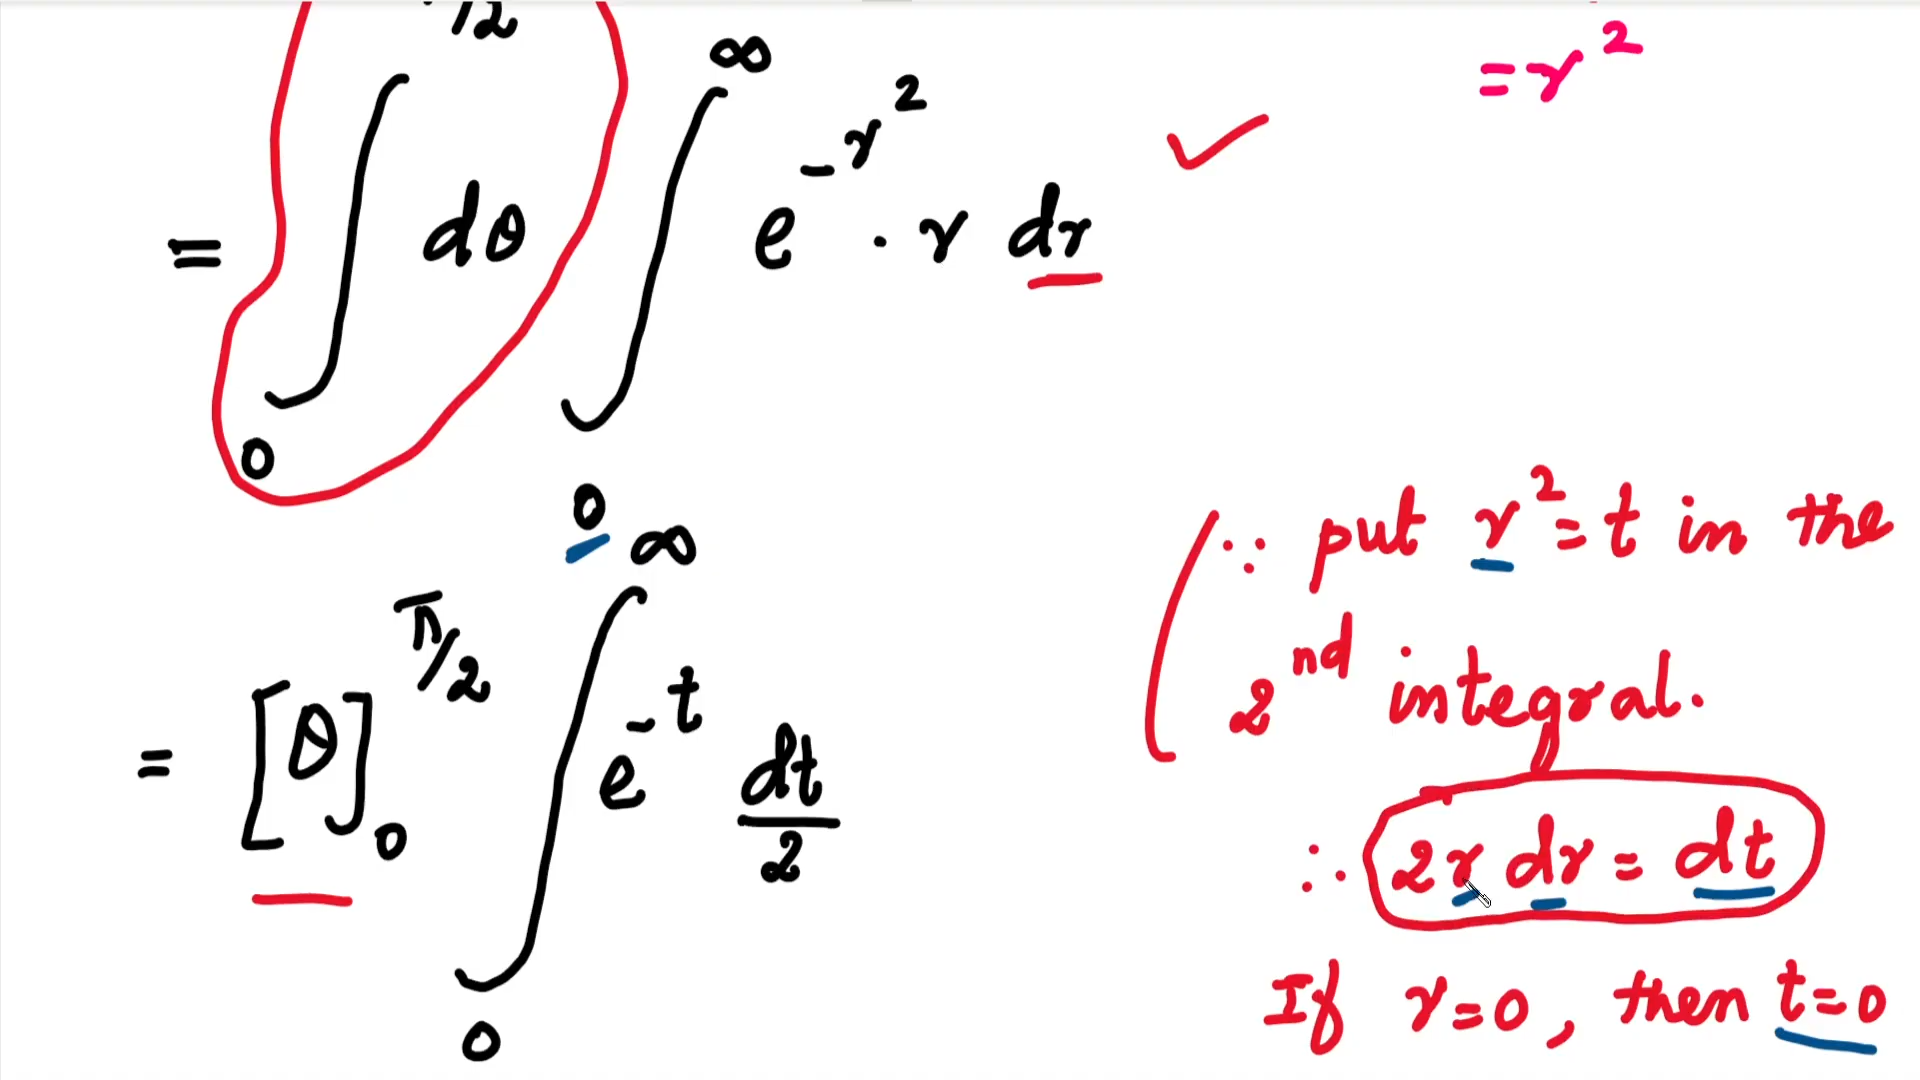 = r²
= ∫₀^{π/2} dθ ∫₀^∞ e^{-r²} · r dr
∵ put r² = t in the
2nd integral.
= [θ]₀^{π/2} ∫₀^∞ e^{-t} dt/2
∴ 2r dr = dt
If r=0, then t=0